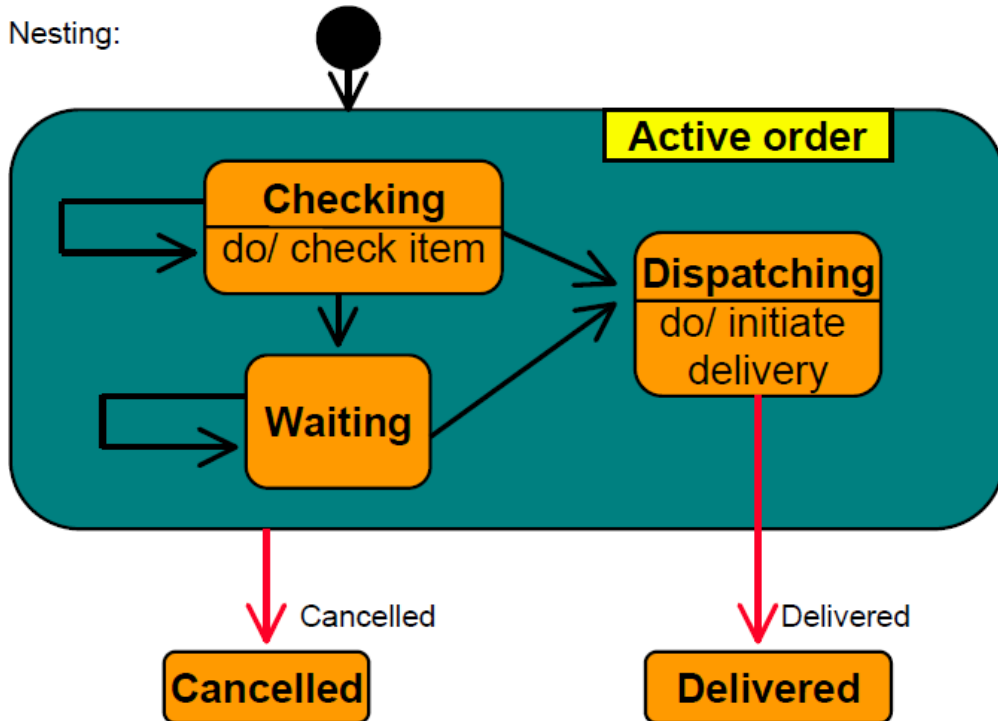 Nesting:
Active order
Checking
do/ check item
Dispatching
do/ initiate
delivery
Waiting
Cancelled
Delivered
Cancelled
Delivered